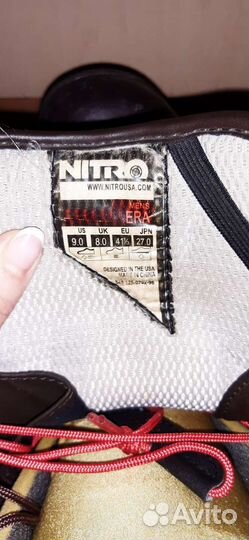 NITRO
WWW.NITROUSA.COM
MENS
ERA
US UK EU JPN
9.0 8.0 41⅓ 27.0
DESIGNED IN THE USA
MADE IN CHINA
Avito